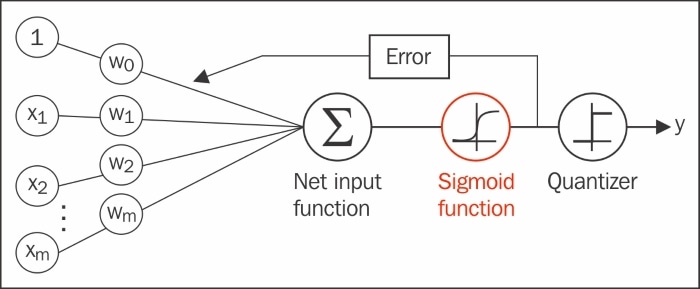 1
w0
Error
x1
w1
Σ
y
x2
w2
Net input
function
Sigmoid
function
Quantizer
wm
xm